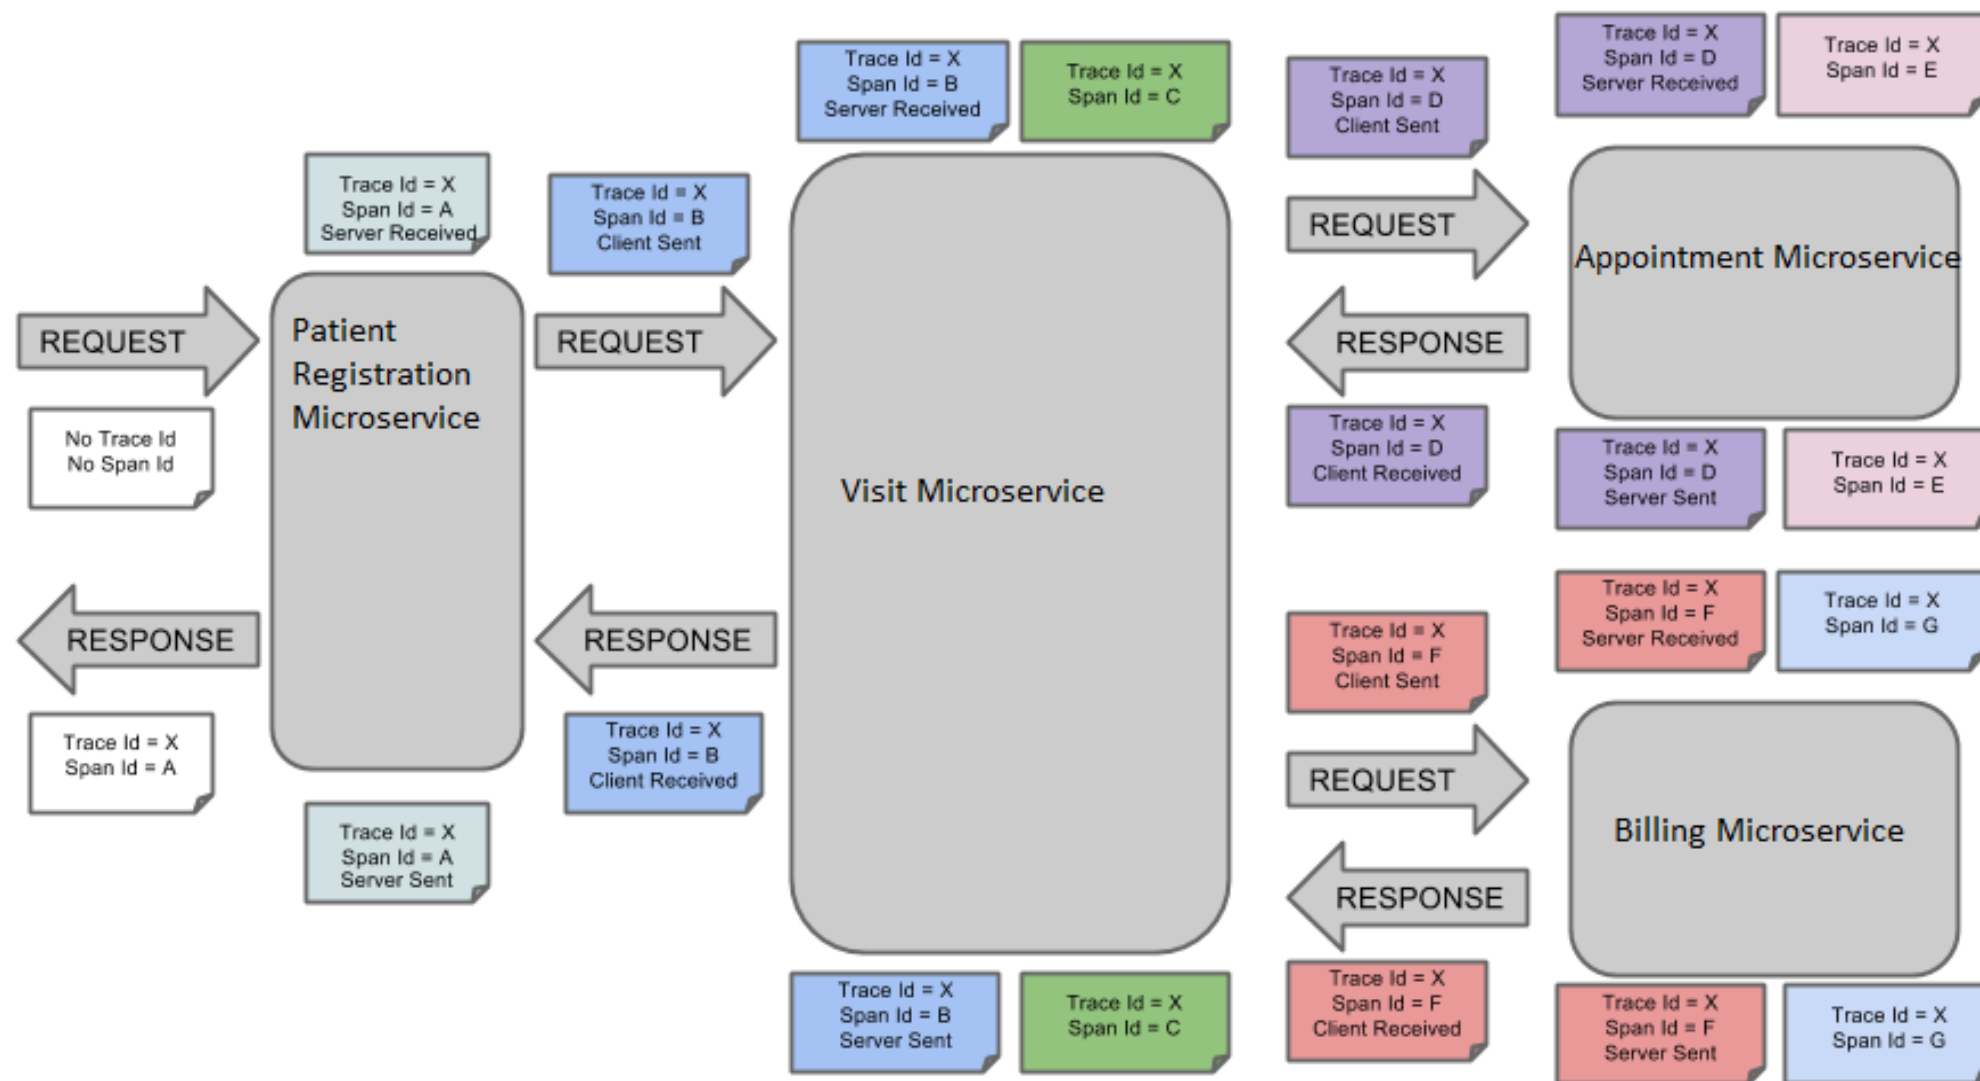 Trace Id = X
Span Id = B
Server Received
Trace Id = X
Span Id = C
Trace Id = X
Span Id = D
Client Sent
Trace Id = X
Span Id = D
Server Received
Trace Id = X
Span Id = E
Trace Id = X
Span Id = A
Server Received
Trace Id = X
Span Id = B
Client Sent
REQUEST
Appointment Microservice
REQUEST
Patient
Registration
Microservice
REQUEST
RESPONSE
No Trace Id
No Span Id
Trace Id = X
Span Id = D
Client Received
Trace Id = X
Span Id = D
Server Sent
Trace Id = X
Span Id = E
Visit Microservice
RESPONSE
RESPONSE
Trace Id = X
Span Id = F
Client Sent
Trace Id = X
Span Id = F
Server Received
Trace Id = X
Span Id = G
Trace Id = X
Span Id = A
Trace Id = X
Span Id = B
Client Received
REQUEST
Billing Microservice
Trace Id = X
Span Id = A
Server Sent
RESPONSE
Trace Id = X
Span Id = B
Server Sent
Trace Id = X
Span Id = C
Trace Id = X
Span Id = F
Client Received
Trace Id = X
Span Id = F
Server Sent
Trace Id = X
Span Id = G